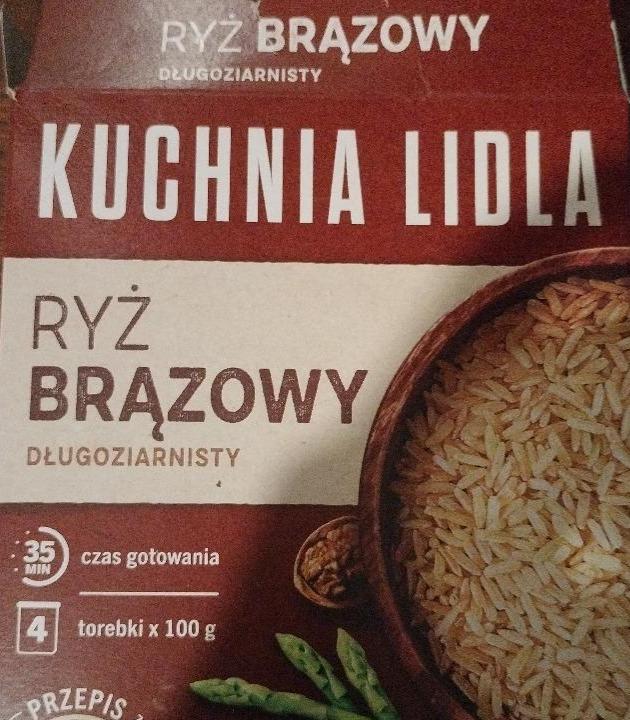 RYŻ BRĄZOWY
DŁUGOZIARNISTY
KUCHNIA LIDLA
RYŻ
BRĄZOWY
DŁUGOZIARNISTY
35
MIN
czas gotowania
4
torebki x 100 g
PRZEPIS